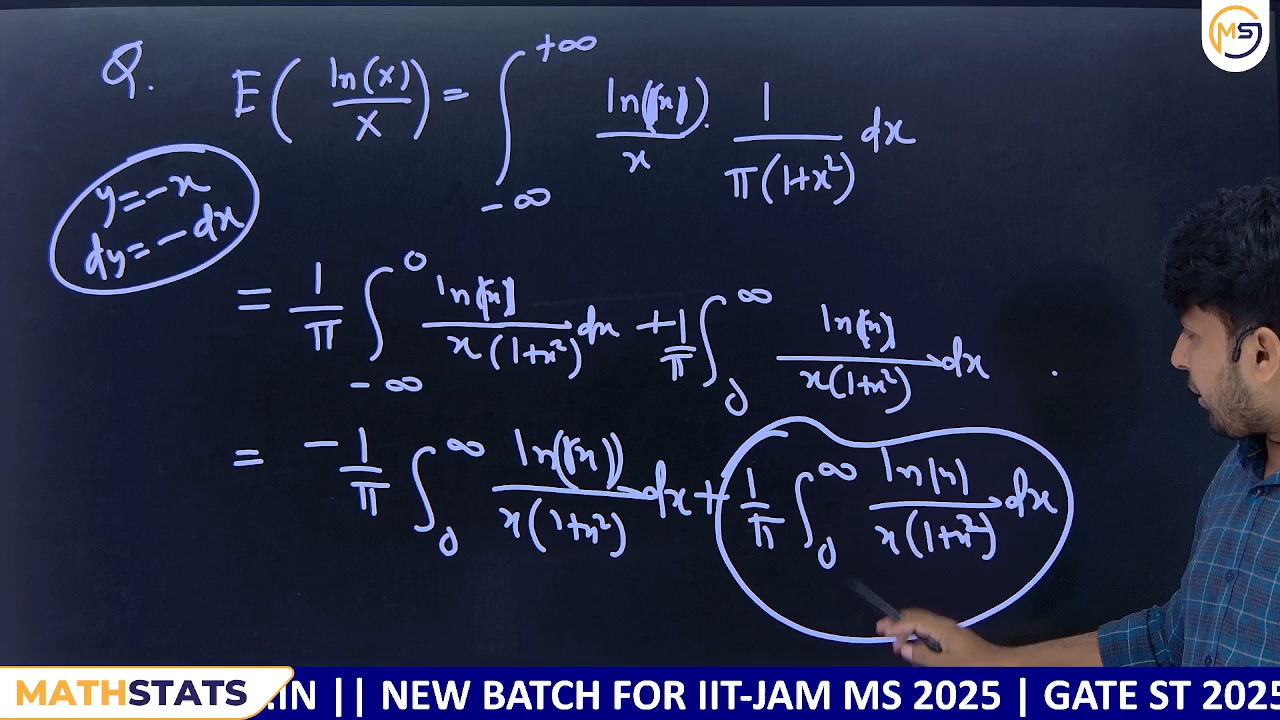 MS
Q. E( ln(x)/x ) = ∫_{-∞}^{+∞} ln(|x|)/x · 1/π(1+x²) dx
y=-x
dy=-dx
= 1/π ∫_{-∞}^{0} ln|x|/x(1+x²) dx + 1/π ∫_{0}^{∞} ln|x|/x(1+x²) dx .
= -1/π ∫_{0}^{∞} ln(|x|)/x(1+x²) dx + 1/π ∫_{0}^{∞} ln|x|/x(1+x²) dx
MATHSTATS .IN || NEW BATCH FOR IIT-JAM MS 2025 | GATE ST 2025